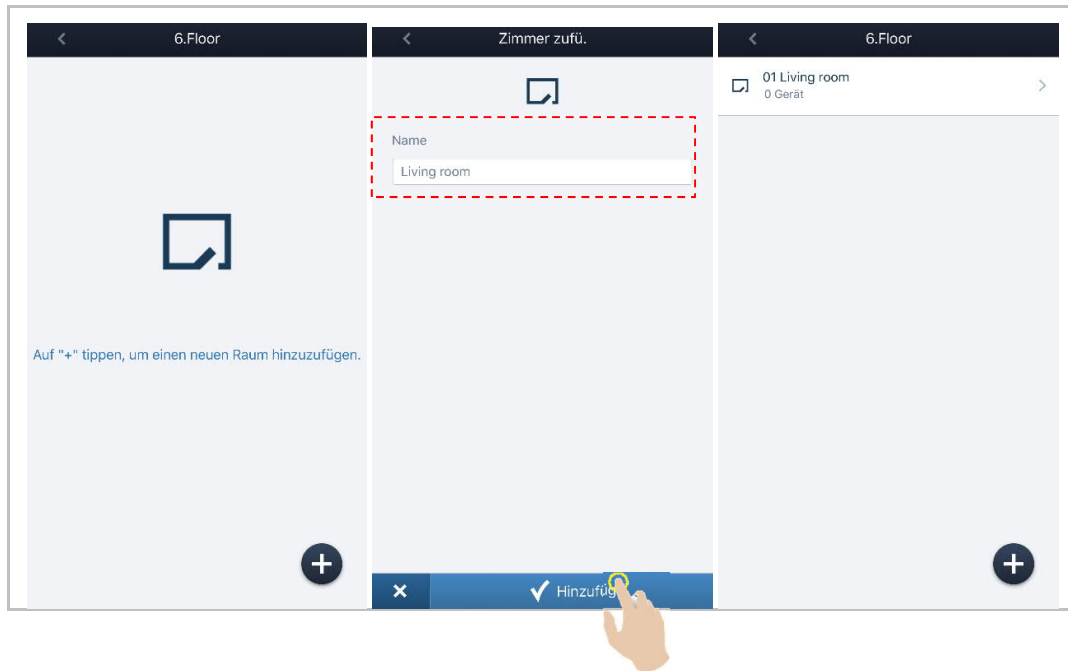 6.Floor
Auf "+" tippen, um einen neuen Raum hinzuzufügen.
Zimmer zufü.
Name
Living room
Hinzufüg
6.Floor
01 Living room
0 Gerät